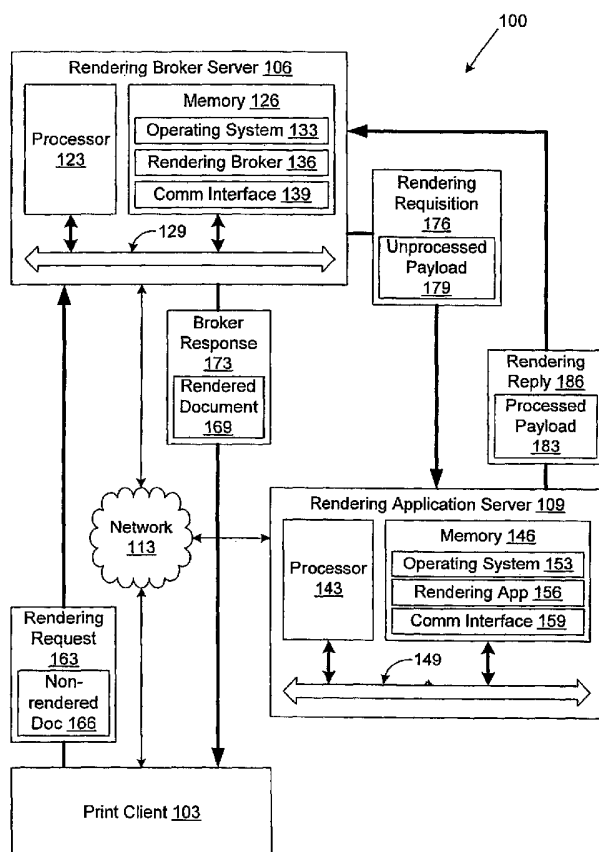 100
Rendering Broker Server 106
Processor
123
Memory 126
Operating System 133
Rendering Broker 136
Comm Interface 139
129
Rendering
Requisition
176
Unprocessed
Payload
179
Broker
Response
173
Rendered
Document
169
Rendering
Reply 186
Processed
Payload
183
Network
113
Rendering Application Server 109
Processor
143
Memory 146
Operating System 153
Rendering App 156
Comm Interface 159
149
Rendering
Request
163
Non-
rendered
Doc 166
Print Client 103